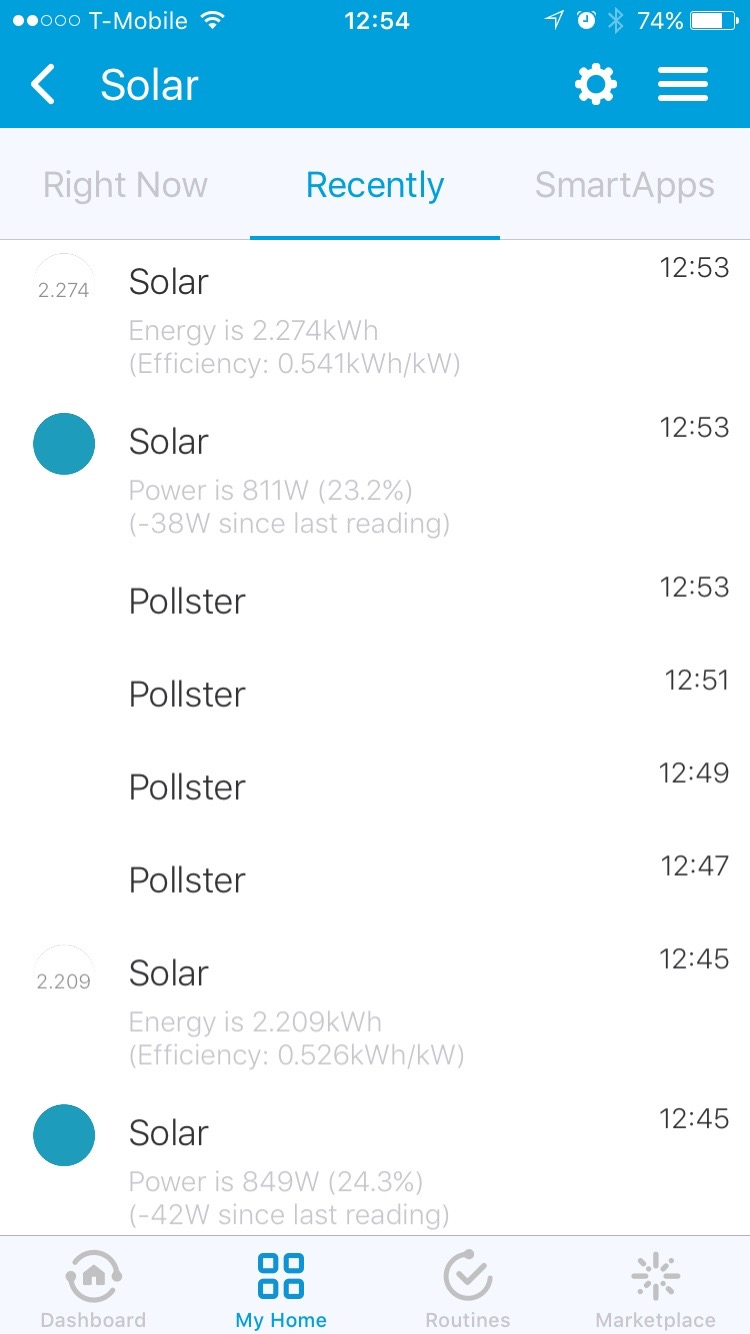 T-Mobile 12:54 74%
Solar
Right Now Recently SmartApps
2.274 Solar 12:53
Energy is 2.274kWh
(Efficiency: 0.541kWh/kW)
Solar 12:53
Power is 811W (23.2%)
(-38W since last reading)
Pollster 12:53
Pollster 12:51
Pollster 12:49
Pollster 12:47
2.209 Solar 12:45
Energy is 2.209kWh
(Efficiency: 0.526kWh/kW)
Solar 12:45
Power is 849W (24.3%)
(-42W since last reading)
Dashboard My Home Routines Marketplace